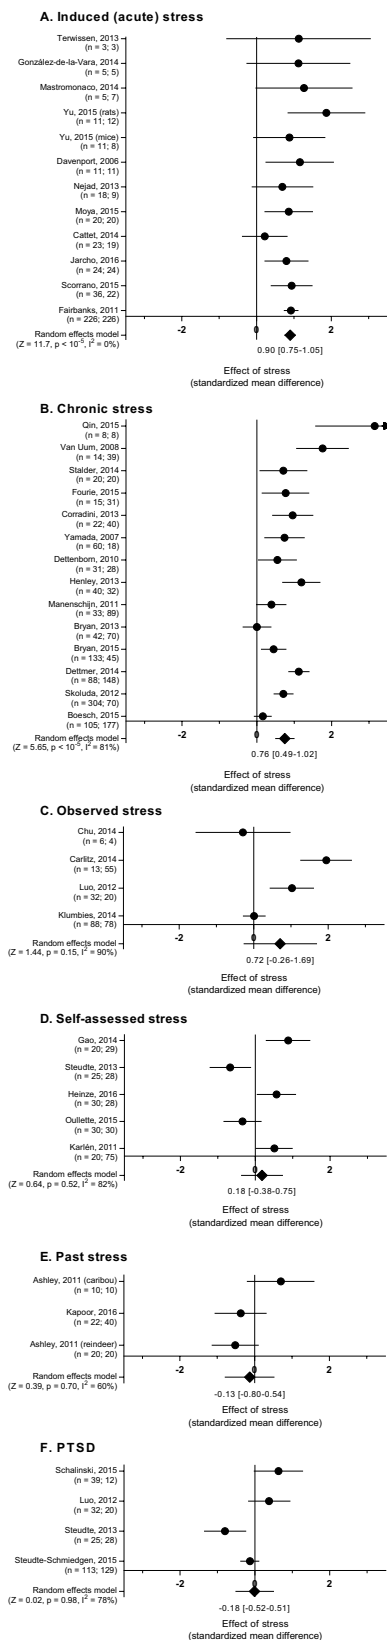 A. Induced (acute) stress
Terwissen, 2013
(n = 3; 3)
González-de-la-Vara, 2014
(n = 5; 5)
Mastromonaco, 2014
(n = 5; 7)
Yu, 2015 (rats)
(n = 11; 12)
Yu, 2015 (mice)
(n = 11; 8)
Davenport, 2006
(n = 11; 11)
Nejad, 2013
(n = 18; 9)
Moya, 2015
(n = 20; 20)
Cattet, 2014
(n = 23; 19)
Jarcho, 2016
(n = 24; 24)
Scorrano, 2015
(n = 36, 22)
Fairbanks, 2011
(n = 226; 226)
Random effects model
(Z = 11.7, p < 10-5, I2 = 0%)
-2 0 2
0.90 [0.75-1.05]
Effect of stress
(standardized mean difference)
B. Chronic stress
Qin, 2015
(n = 8; 8)
Van Uum, 2008
(n = 14; 39)
Stalder, 2014
(n = 20; 20)
Fourie, 2015
(n = 15; 31)
Corradini, 2013
(n = 22; 40)
Yamada, 2007
(n = 60; 18)
Dettenborn, 2010
(n = 31; 28)
Henley, 2013
(n = 40; 32)
Manenschijn, 2011
(n = 33; 89)
Bryan, 2013
(n = 42; 70)
Bryan, 2015
(n = 133; 45)
Dettmer, 2014
(n = 88; 148)
Skoluda, 2012
(n = 304; 70)
Boesch, 2015
(n = 105; 177)
Random effects model
(Z = 5.65, p < 10-5, I2 = 81%)
-2 0 2
0.76 [0.49-1.02]
Effect of stress
(standardized mean difference)
C. Observed stress
Chu, 2014
(n = 6; 4)
Carlitz, 2014
(n = 13; 55)
Luo, 2012
(n = 32; 20)
Klumbies, 2014
(n = 88; 78)
Random effects model
(Z = 1.44, p = 0.15, I2 = 90%)
-2 0 2
0.72 [-0.26-1.69]
Effect of stress
(standardized mean difference)
D. Self-assessed stress
Gao, 2014
(n = 20; 29)
Steudte, 2013
(n = 25; 28)
Heinze, 2016
(n = 30; 28)
Oullette, 2015
(n = 30; 30)
Karlén, 2011
(n = 20; 75)
Random effects model
(Z = 0.64, p = 0.52, I2 = 82%)
-2 0 2
0.18 [-0.38-0.75]
Effect of stress
(standardized mean difference)
E. Past stress
Ashley, 2011 (caribou)
(n = 10; 10)
Kapoor, 2016
(n = 22; 40)
Ashley, 2011 (reindeer)
(n = 20; 20)
Random effects model
(Z = 0.39, p = 0.70, I2 = 60%)
-2 0 2
-0.13 [-0.80-0.54]
Effect of stress
(standardized mean difference)
F. PTSD
Schalinski, 2015
(n = 39; 12)
Luo, 2012
(n = 32; 20)
Steudte, 2013
(n = 25; 28)
Steudte-Schmiedgen, 2015
(n = 113; 129)
Random effects model
(Z = 0.02, p = 0.98, I2 = 78%)
-2 0 2
-0.18 [-0.52-0.51]
Effect of stress
(standardized mean difference)